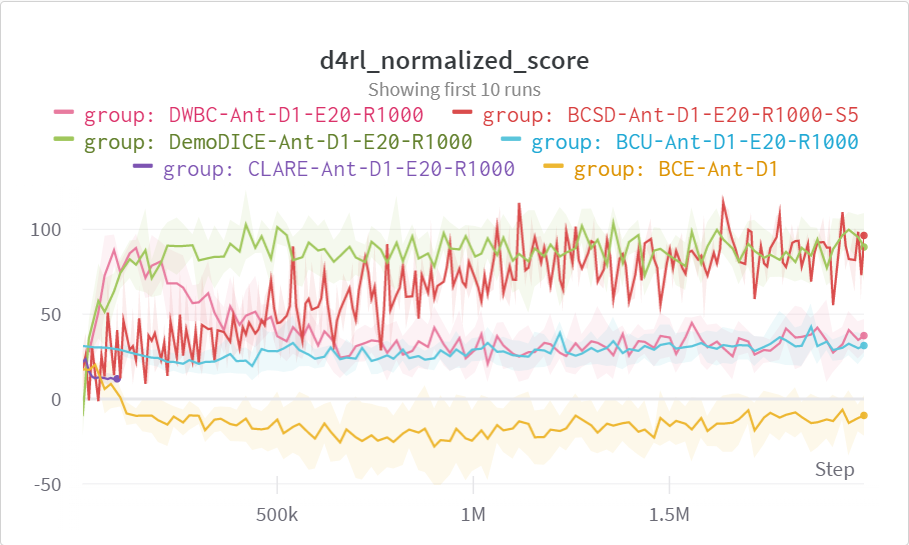 d4rl_normalized_score
Showing first 10 runs
group: DWBC-Ant-D1-E20-R1000 group: BCSD-Ant-D1-E20-R1000-S5
group: DemoDICE-Ant-D1-E20-R1000 group: BCU-Ant-D1-E20-R1000
group: CLARE-Ant-D1-E20-R1000 group: BCE-Ant-D1
100
50
0
-50
Step
500k 1M 1.5M